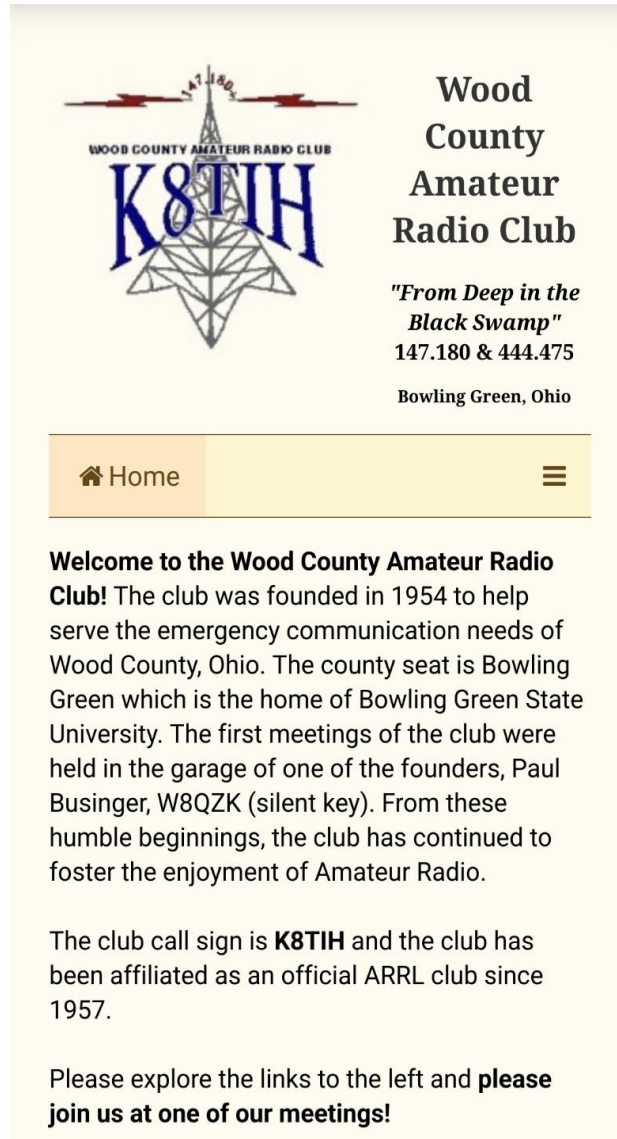 147.180+
WOOD COUNTY AMATEUR RADIO CLUB
K8TIH
Wood
County
Amateur
Radio Club
"From Deep in the
Black Swamp"
147.180 & 444.475
Bowling Green, Ohio
Home
Welcome to the Wood County Amateur Radio
Club! The club was founded in 1954 to help
serve the emergency communication needs of
Wood County, Ohio. The county seat is Bowling
Green which is the home of Bowling Green State
University. The first meetings of the club were
held in the garage of one of the founders, Paul
Businger, W8QZK (silent key). From these
humble beginnings, the club has continued to
foster the enjoyment of Amateur Radio.
The club call sign is K8TIH and the club has
been affiliated as an official ARRL club since
1957.
Please explore the links to the left and please
join us at one of our meetings!